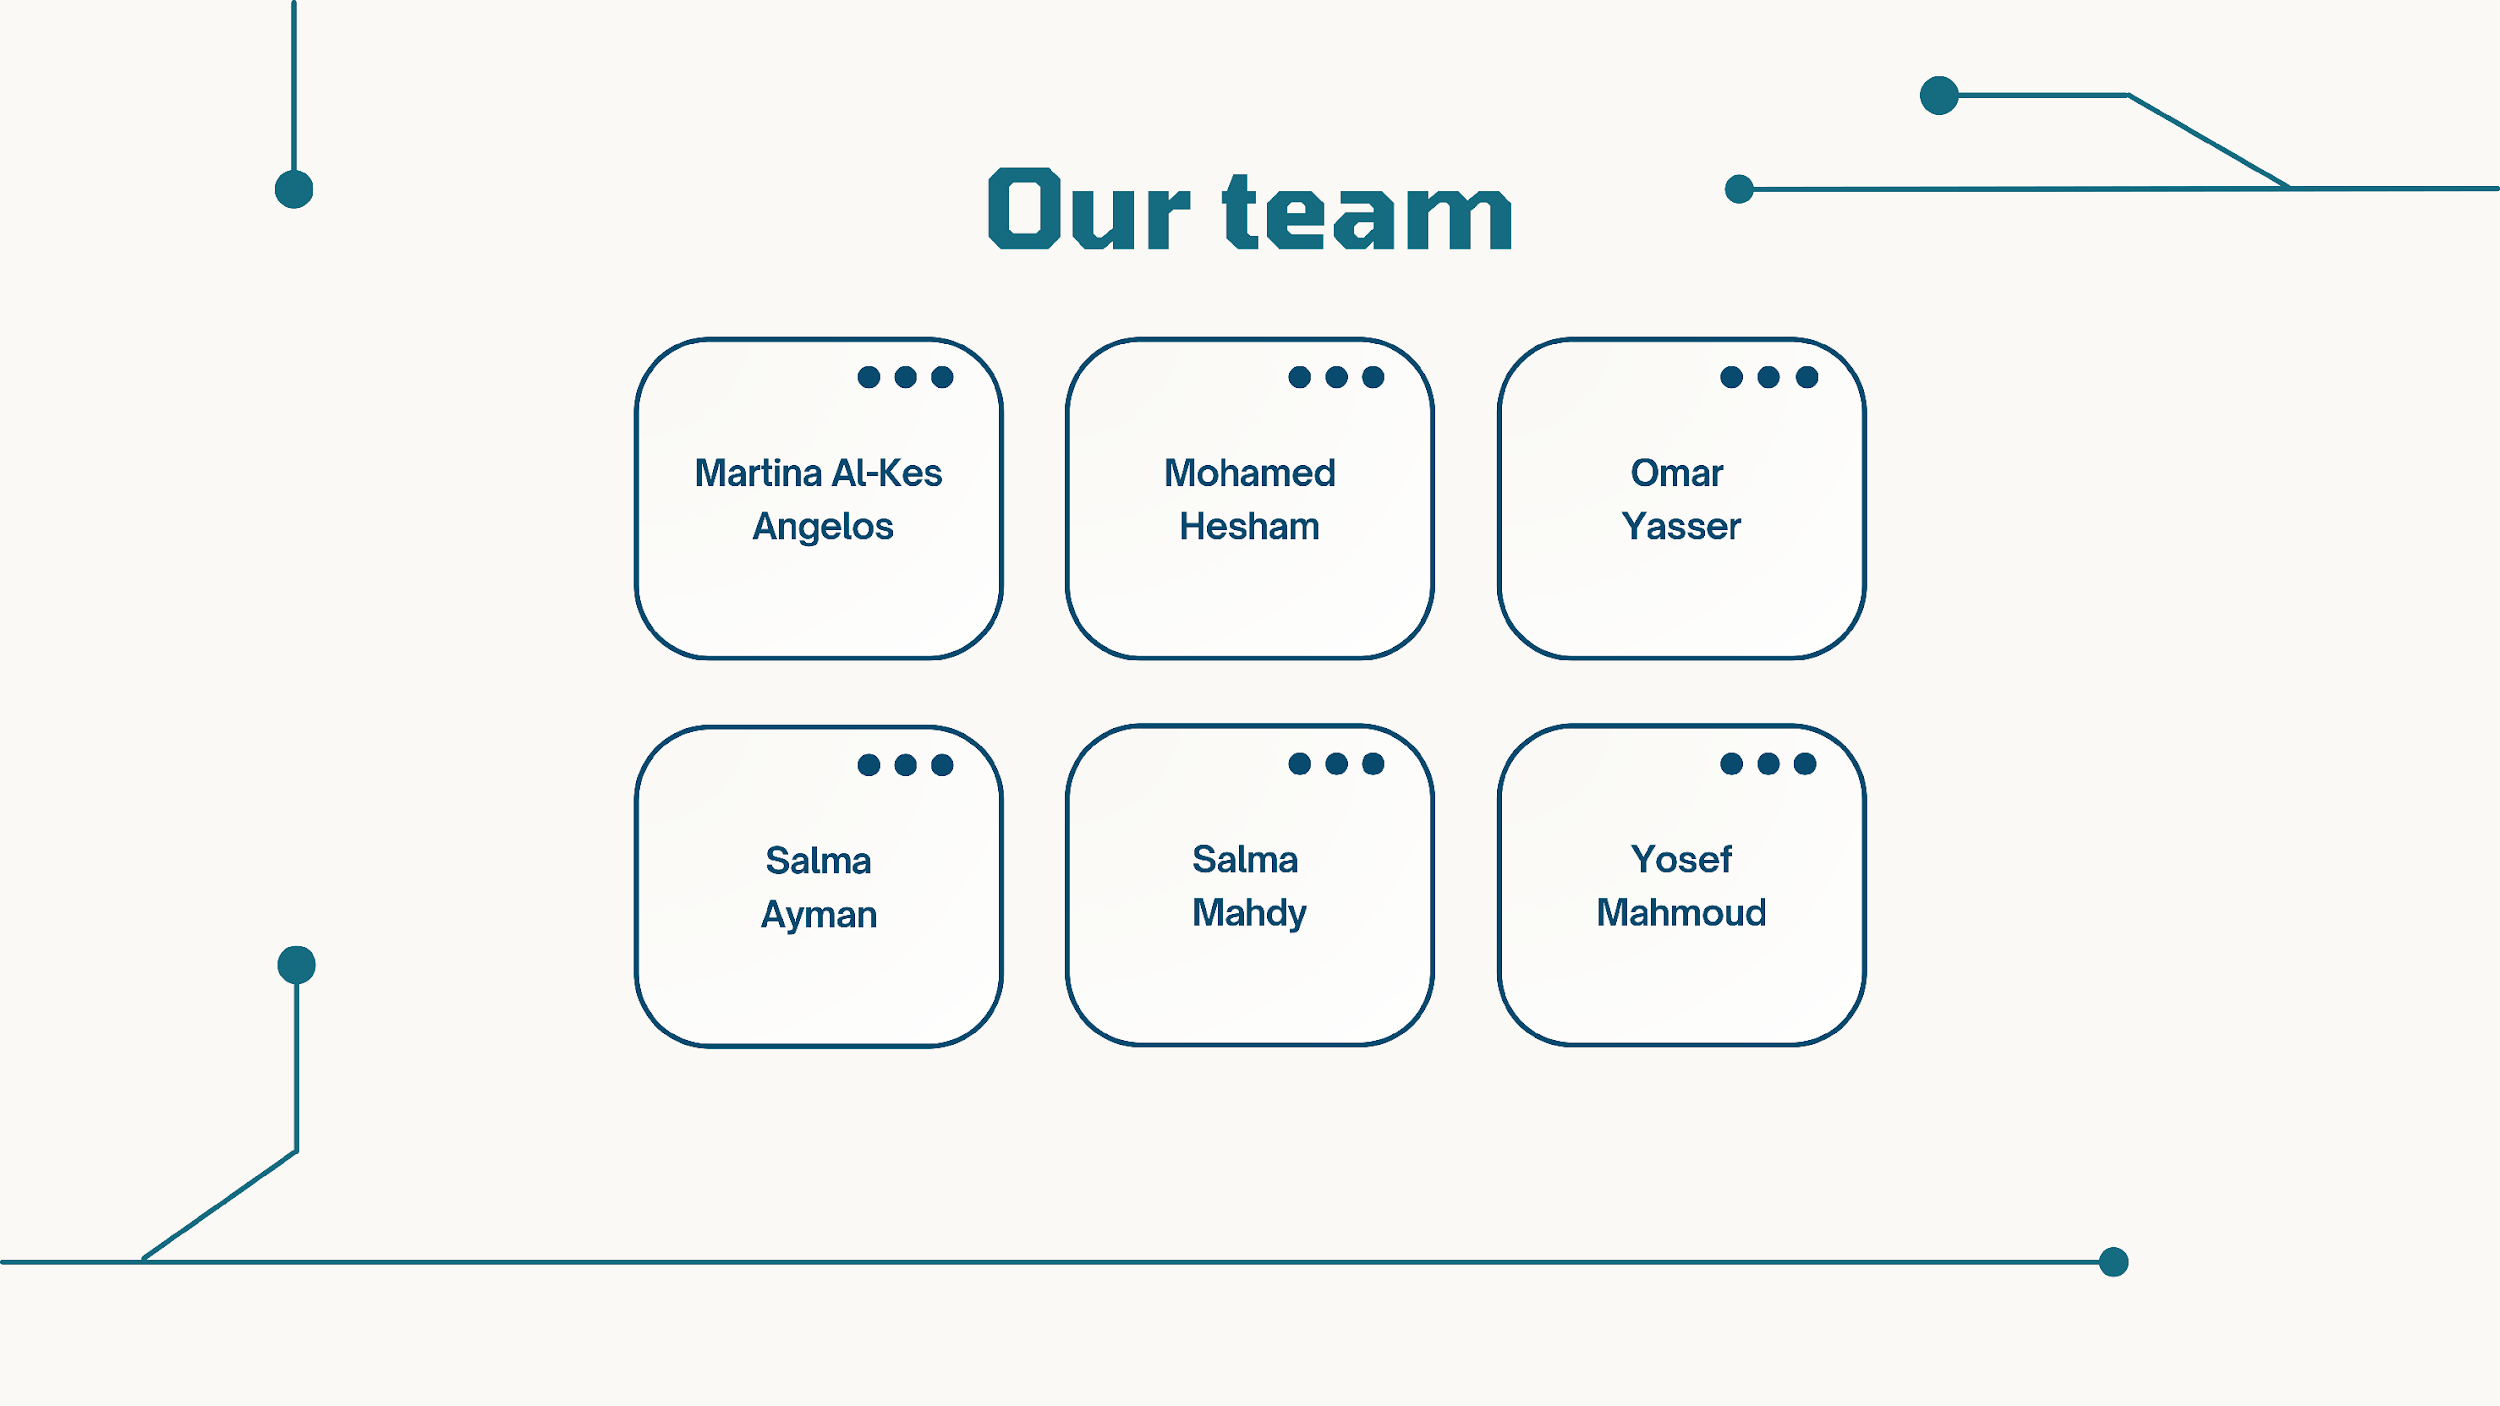 Our team
Martina Al-Kes
Angelos
Mohamed
Hesham
Omar
Yasser
Salma
Ayman
Salma
Mahdy
Yosef
Mahmoud